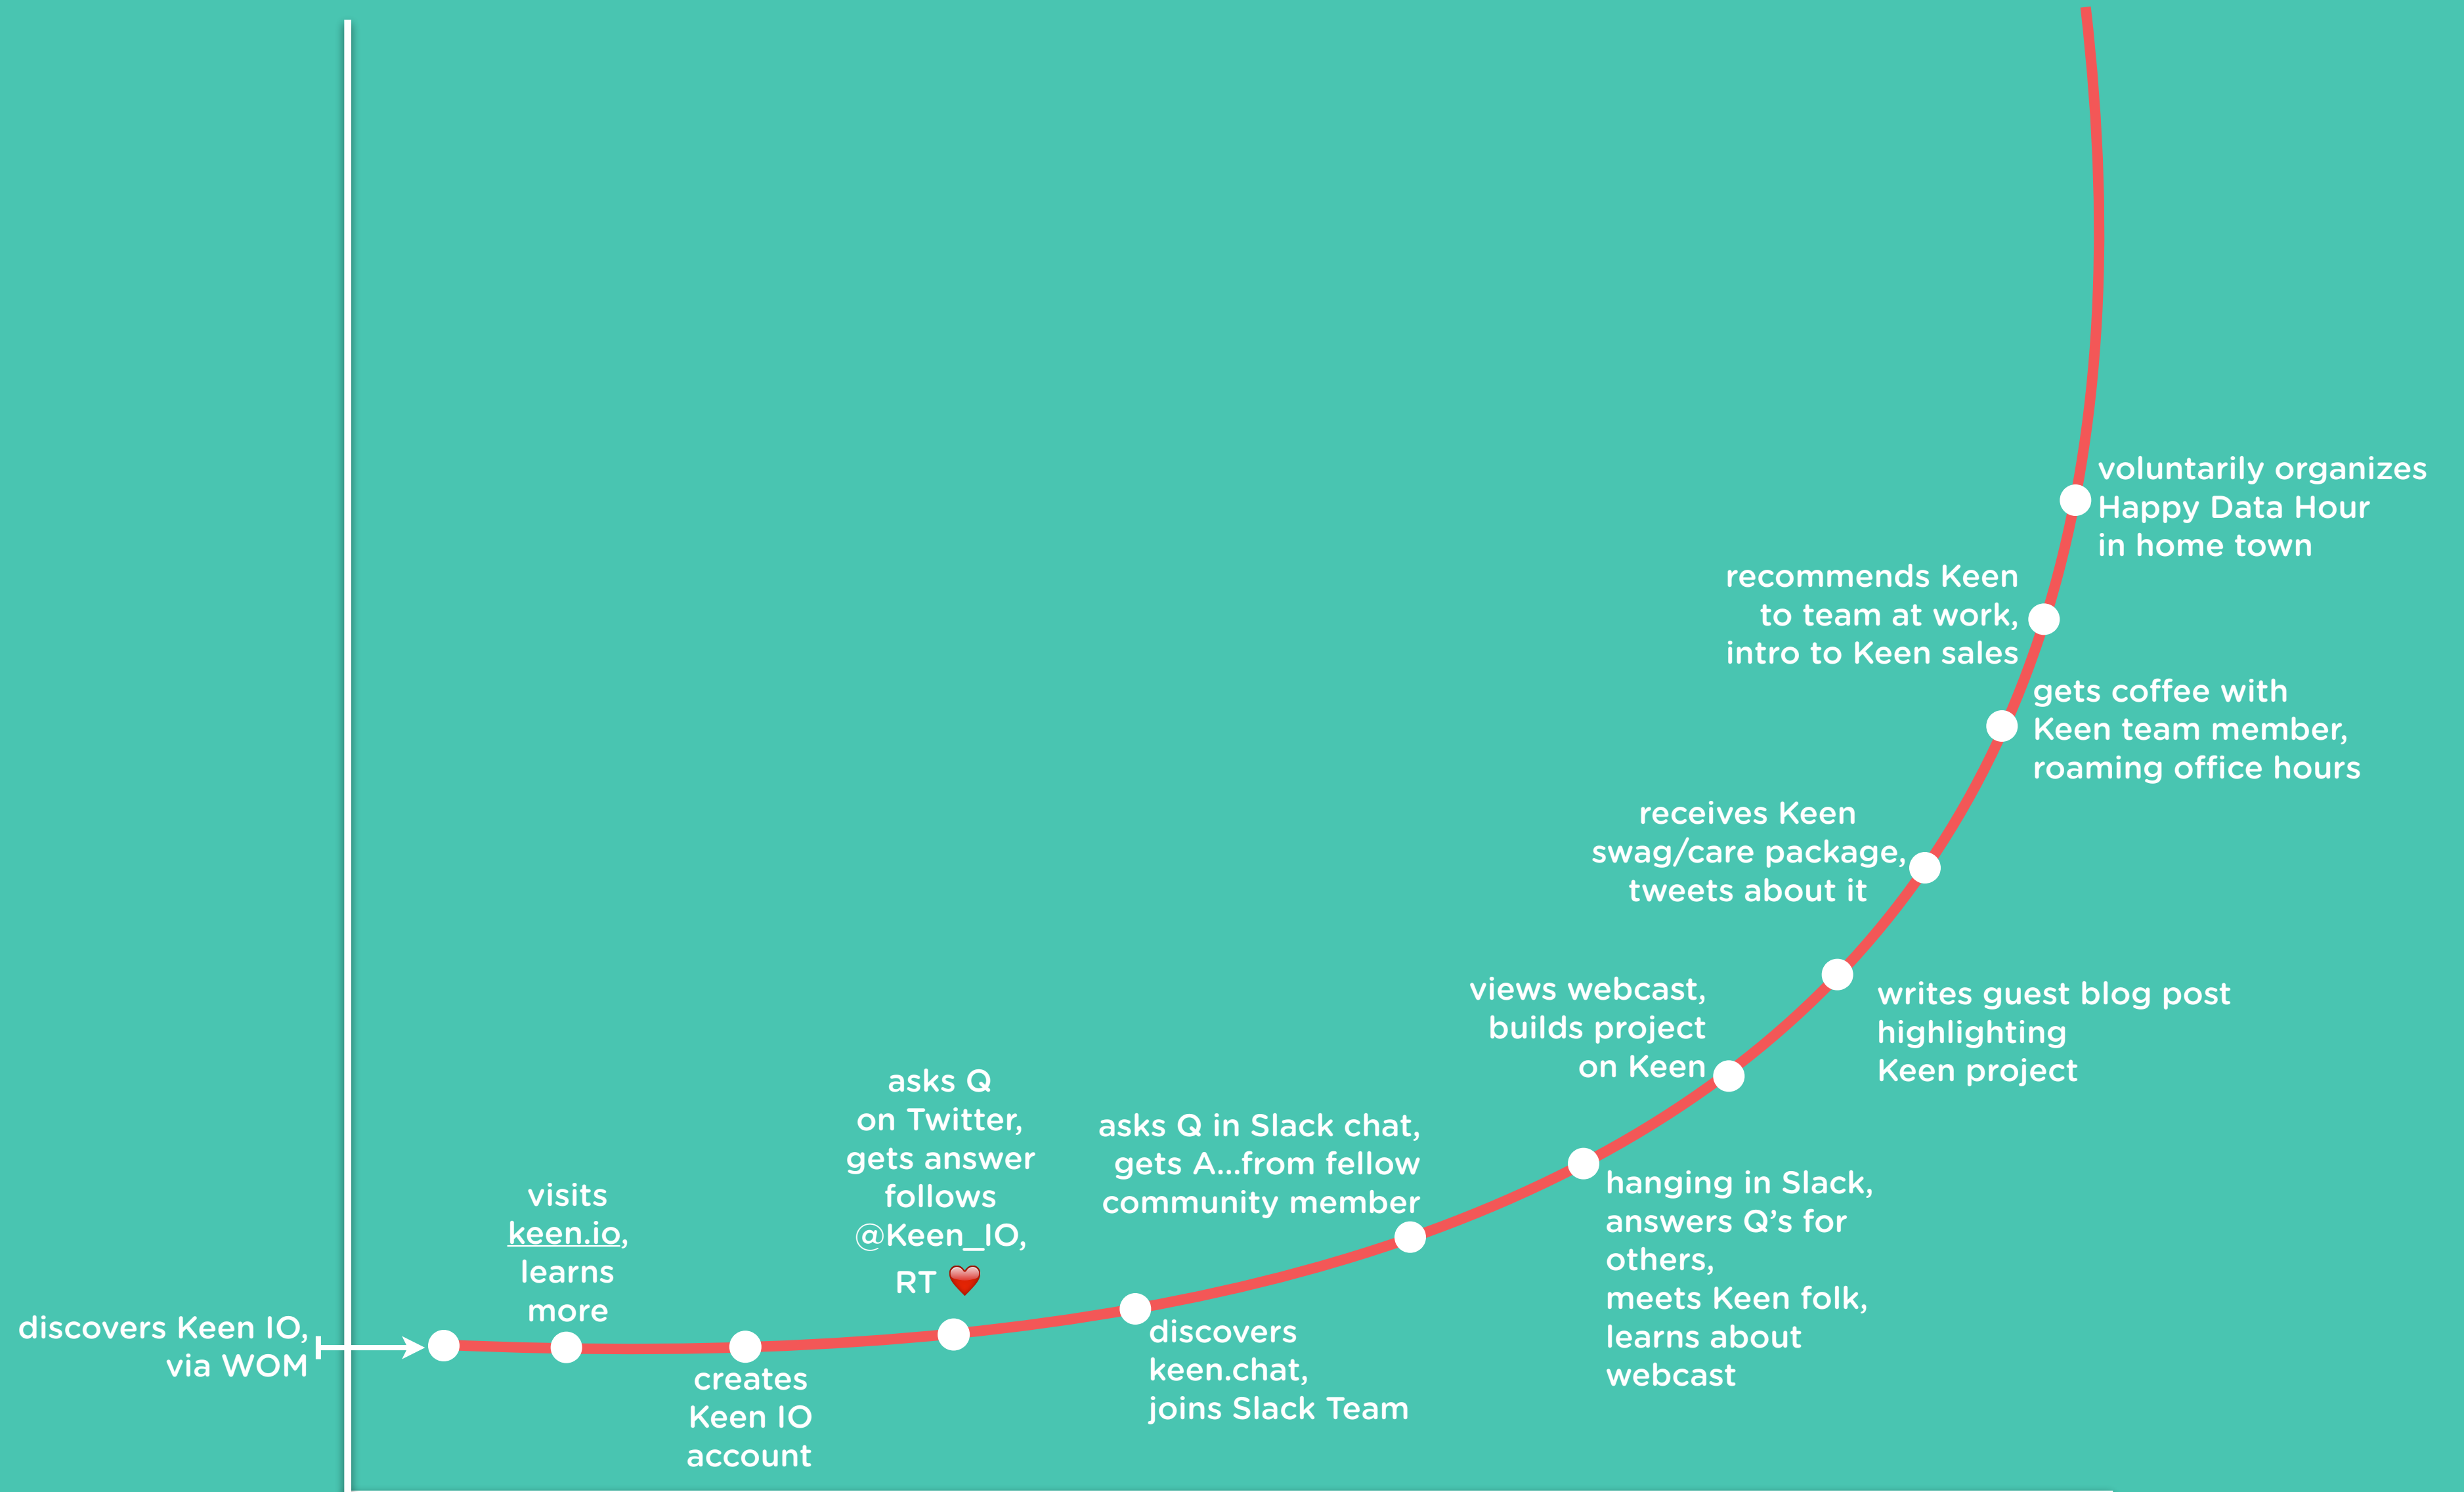 discovers Keen IO,
via WOM
visits
keen.io,
learns
more
creates
Keen IO
account
asks Q
on Twitter,
gets answer
follows
@Keen_IO,
RT ❤️
discovers
keen.chat,
joins Slack Team
asks Q in Slack chat,
gets A...from fellow
community member
hanging in Slack,
answers Q’s for
others,
meets Keen folk,
learns about
webcast
views webcast,
builds project
on Keen
writes guest blog post
highlighting
Keen project
receives Keen
swag/care package,
tweets about it
gets coffee with
Keen team member,
roaming office hours
recommends Keen
to team at work,
intro to Keen sales
voluntarily organizes
Happy Data Hour
in home town